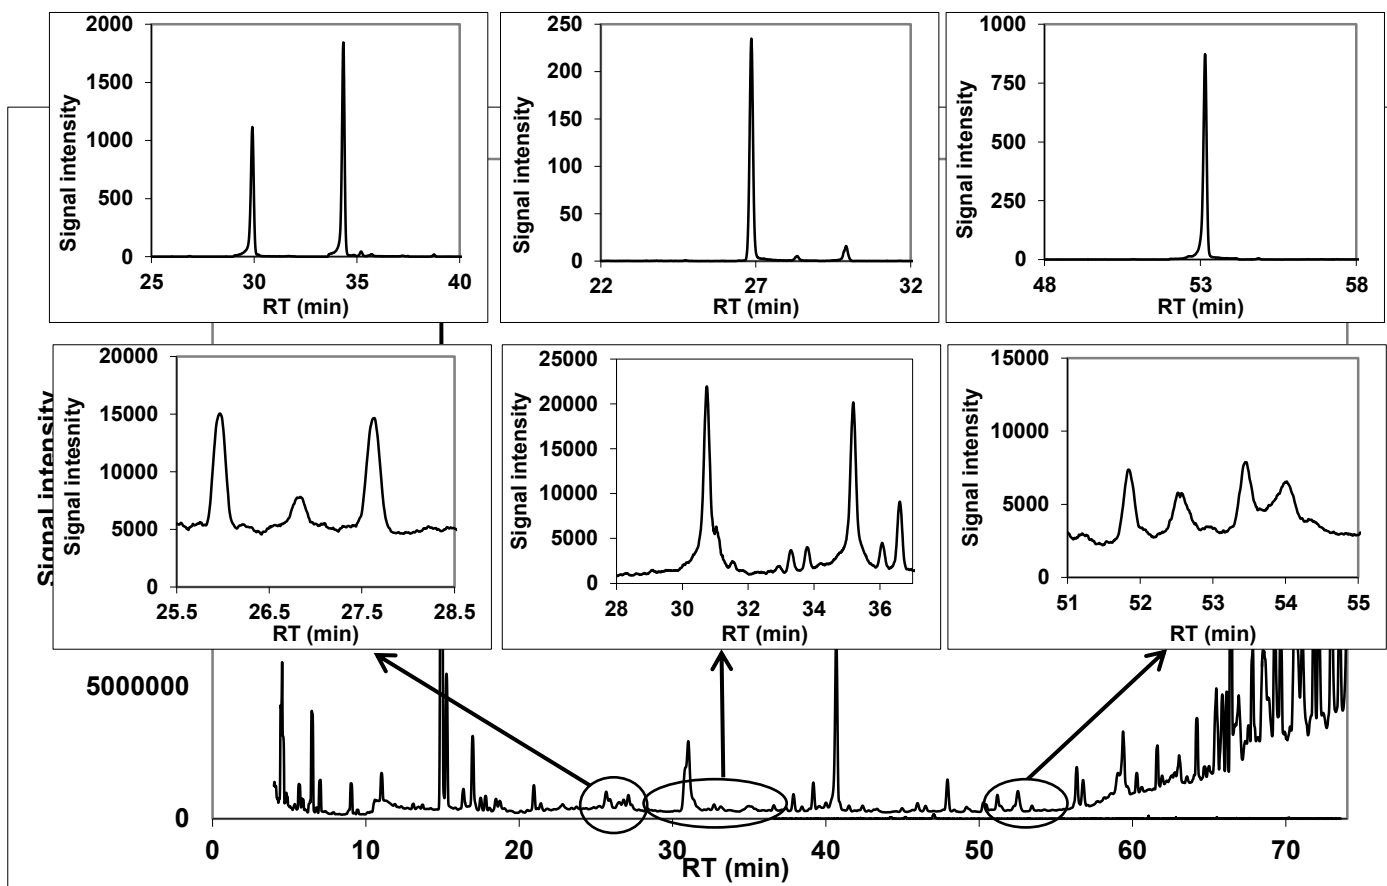 2000
1500
1000
500
0
Signal intensity
25 30 35 40
RT (min)
250
200
150
100
50
0
Signal intensity
22 27 32
RT (min)
1000
750
500
250
0
Signal intensity
48 53 58
RT (min)
Signal intensity
20000
15000
10000
5000
0
Signal intesnity
25.5 26.5 27.5 28.5
RT (min)
25000
20000
15000
10000
5000
0
Signal intensity
28 30 32 34 36
RT (min)
15000
10000
5000
0
Signal intensity
51 52 53 54 55
RT (min)
5000000
0
0 10 20 30 40 50 60 70
RT (min)